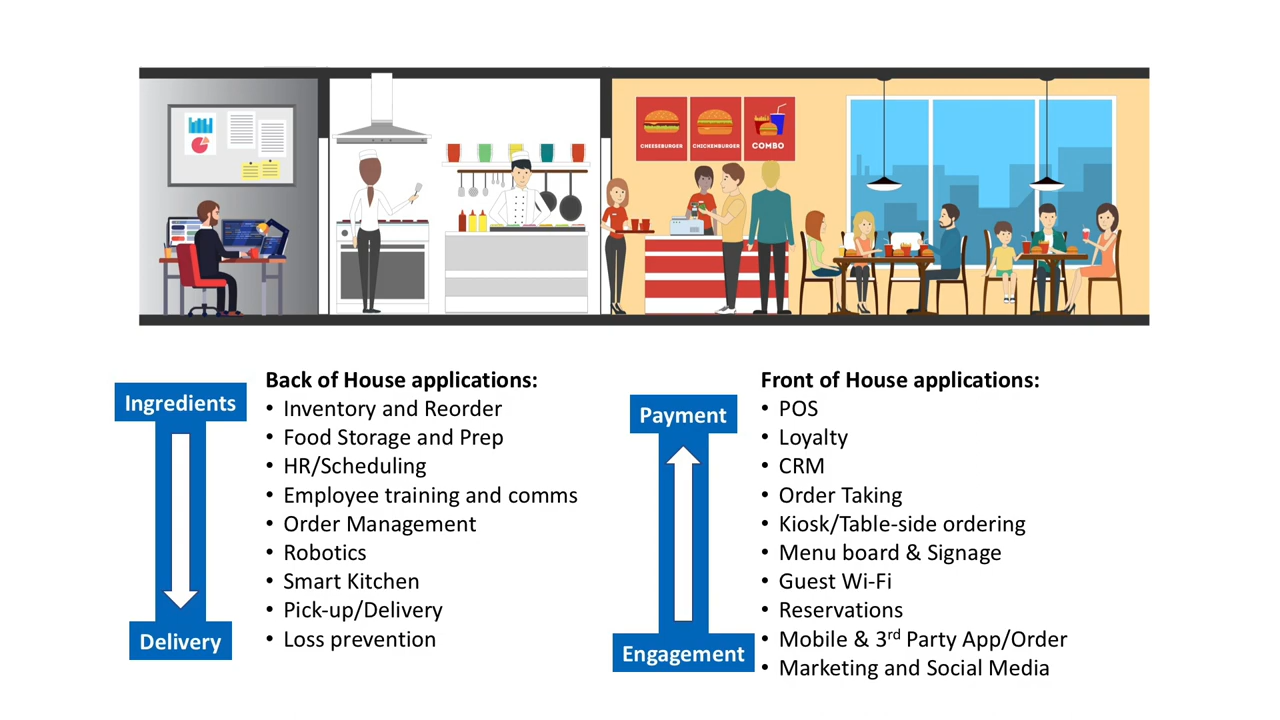 CHEESEBURGER
CHICKENBURGER
COMBO
Ingredients
Delivery
Back of House applications:
• Inventory and Reorder
• Food Storage and Prep
• HR/Scheduling
• Employee training and comms
• Order Management
• Robotics
• Smart Kitchen
• Pick-up/Delivery
• Loss prevention
Payment
Engagement
Front of House applications:
• POS
• Loyalty
• CRM
• Order Taking
• Kiosk/Table-side ordering
• Menu board & Signage
• Guest Wi-Fi
• Reservations
• Mobile & 3rd Party App/Order
• Marketing and Social Media